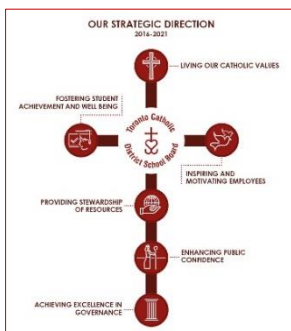 OUR STRATEGIC DIRECTION
2016-2021
LIVING OUR CATHOLIC VALUES
FOSTERING STUDENT
ACHIEVEMENT AND WELL BEING
Toronto Catholic
District School Board
INSPIRING AND
MOTIVATING EMPLOYEES
PROVIDING STEWARDSHIP
OF RESOURCES
ENHANCING PUBLIC
CONFIDENCE
ACHIEVING EXCELLENCE IN
GOVERNANCE